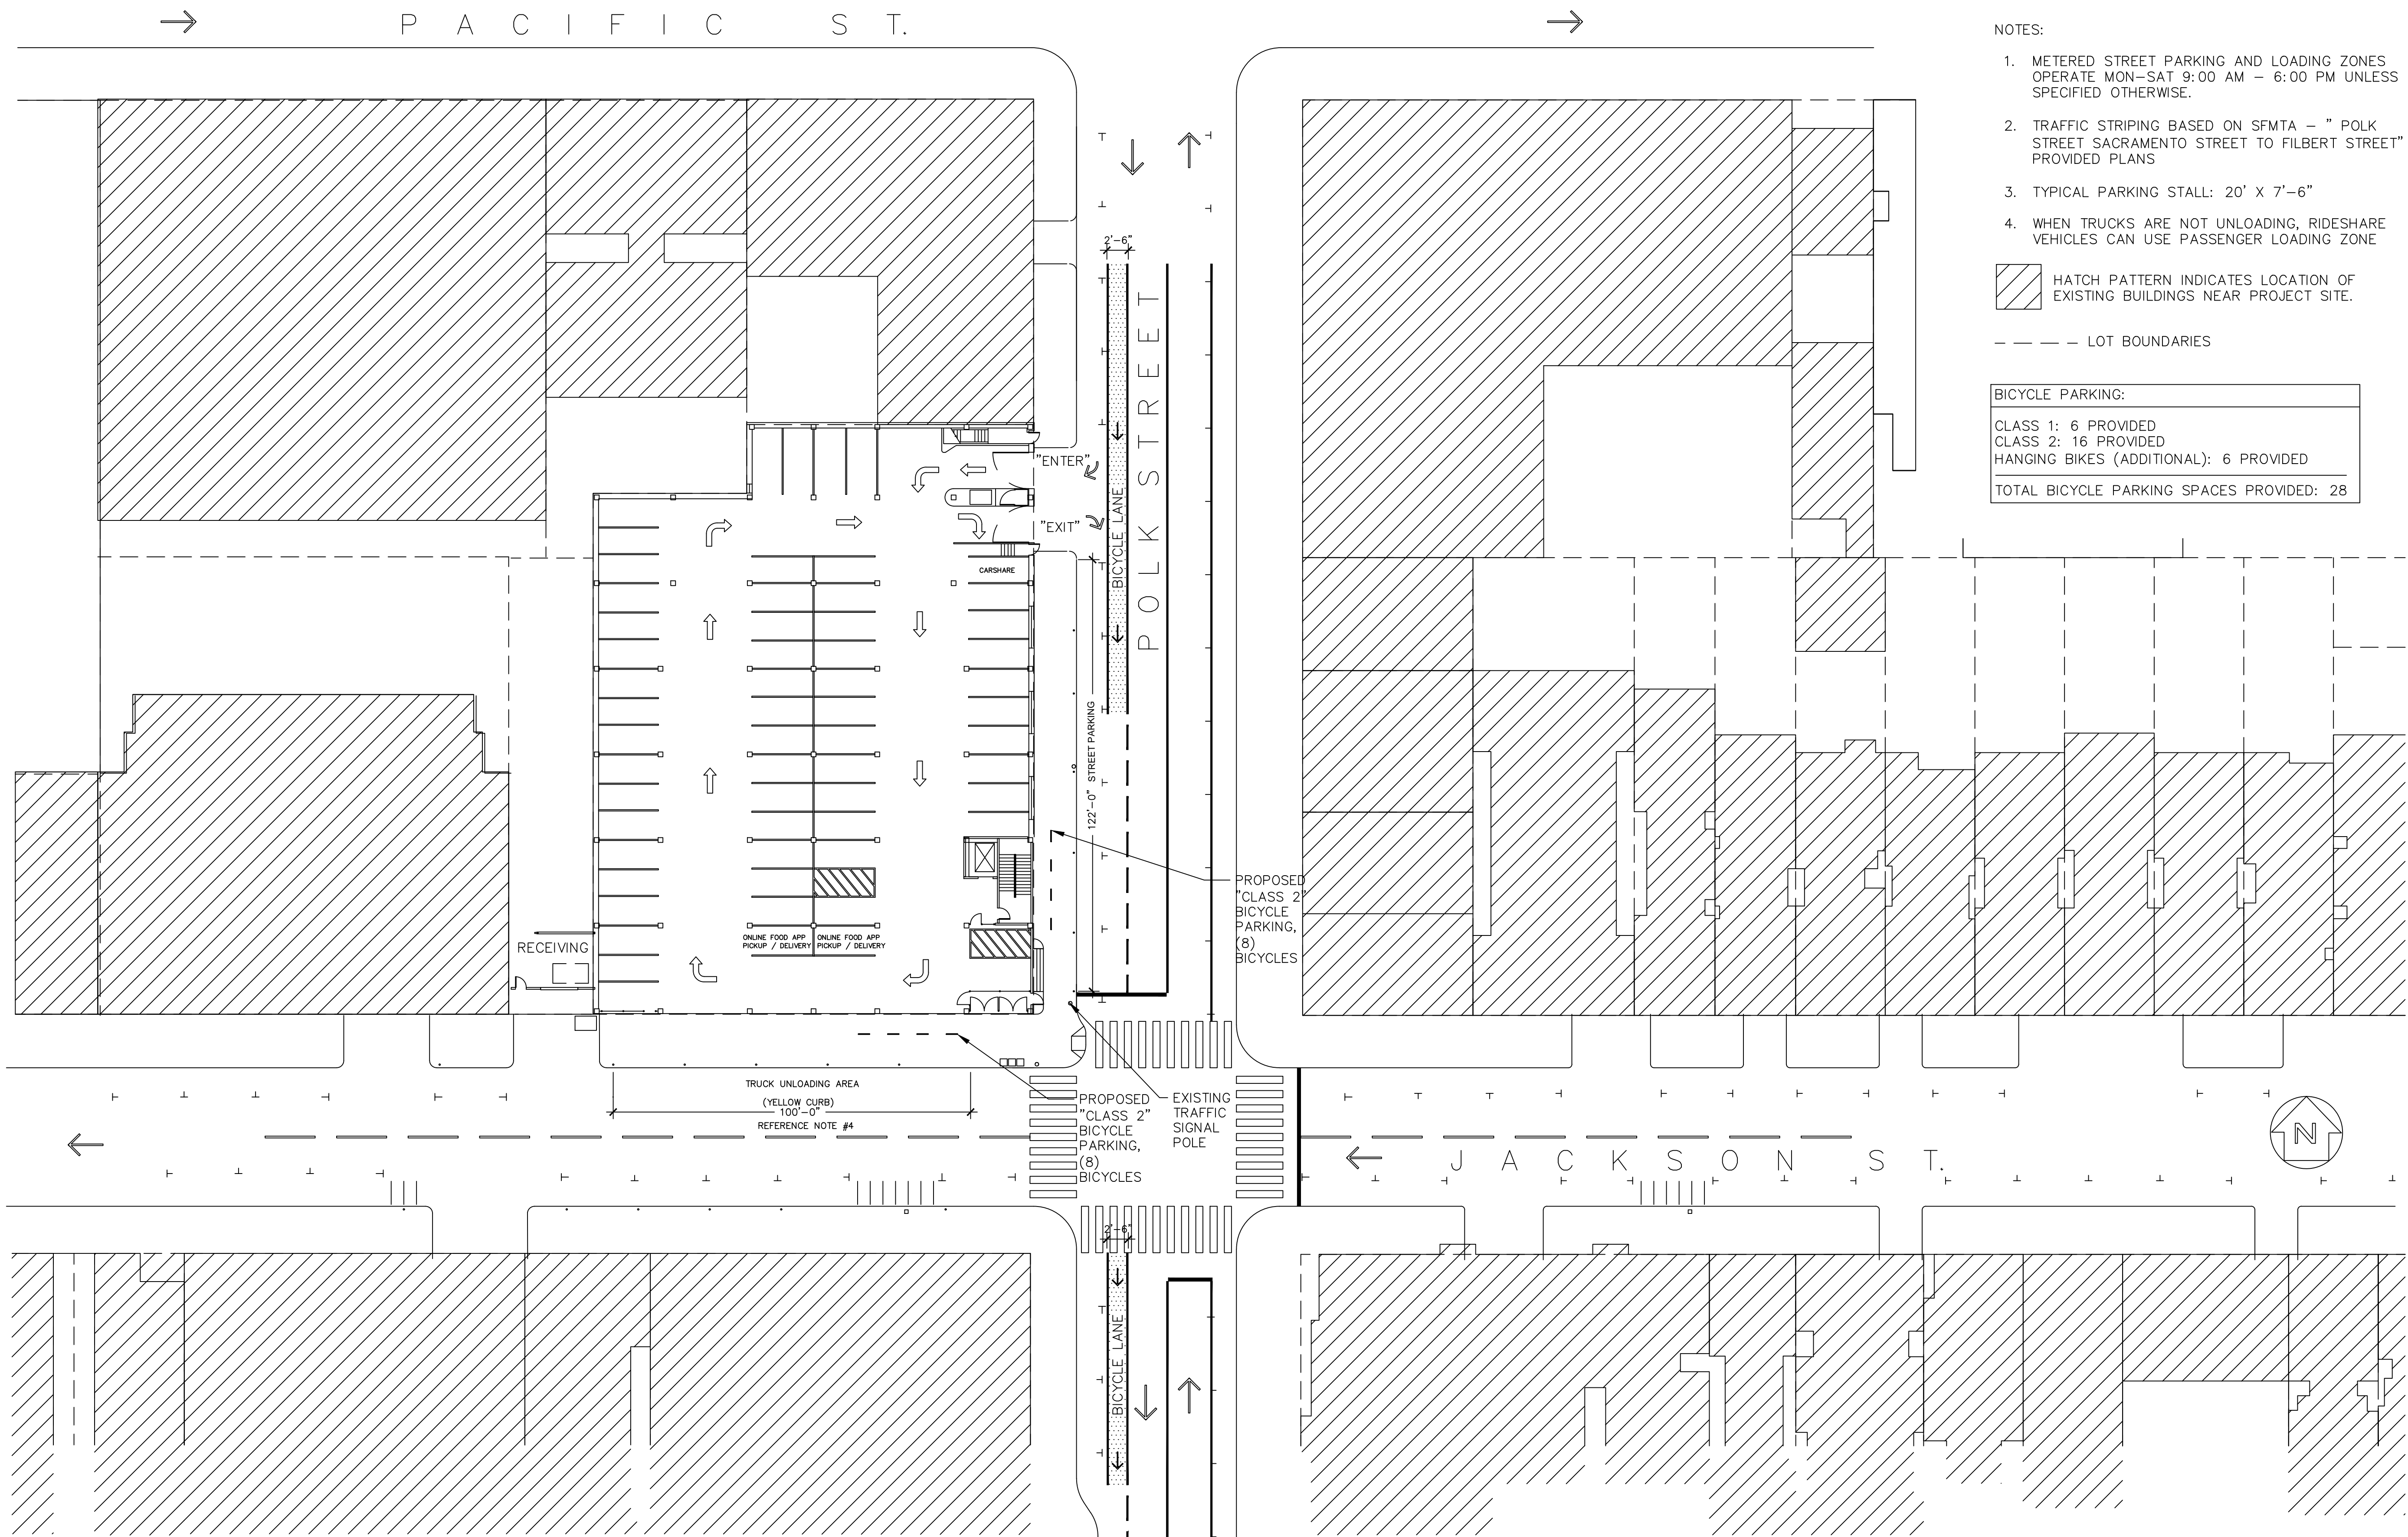 PACIFIC ST.
NOTES:
1. METERED STREET PARKING AND LOADING ZONES
OPERATE MON-SAT 9:00 AM - 6:00 PM UNLESS
SPECIFIED OTHERWISE.
2. TRAFFIC STRIPING BASED ON SFMTA - " POLK
STREET SACRAMENTO STREET TO FILBERT STREET"
PROVIDED PLANS
3. TYPICAL PARKING STALL: 20' X 7'-6"
4. WHEN TRUCKS ARE NOT UNLOADING, RIDESHARE
VEHICLES CAN USE PASSENGER LOADING ZONE
HATCH PATTERN INDICATES LOCATION OF
EXISTING BUILDINGS NEAR PROJECT SITE.
LOT BOUNDARIES
BICYCLE PARKING:
CLASS 1: 6 PROVIDED
CLASS 2: 16 PROVIDED
HANGING BIKES (ADDITIONAL): 6 PROVIDED
TOTAL BICYCLE PARKING SPACES PROVIDED: 28
2'-6"
POLK STREET
BICYCLE LANE
"ENTER"
"EXIT"
CARSHARE
122'-0" STREET PARKING
PROPOSED
"CLASS 2"
BICYCLE
PARKING,
(8)
BICYCLES
ONLINE FOOD APP
PICKUP / DELIVERY
ONLINE FOOD APP
PICKUP / DELIVERY
RECEIVING
TRUCK UNLOADING AREA
(YELLOW CURB)
100'-0"
REFERENCE NOTE #4
PROPOSED
"CLASS 2"
BICYCLE
PARKING,
(8)
BICYCLES
EXISTING
TRAFFIC
SIGNAL
POLE
JACKSON ST.
N
2'-6"
BICYCLE LANE